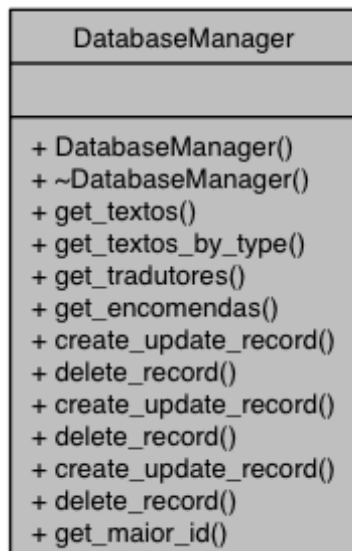 DatabaseManager
+ DatabaseManager()
+ ~DatabaseManager()
+ get_textos()
+ get_textos_by_type()
+ get_tradutores()
+ get_encomendas()
+ create_update_record()
+ delete_record()
+ create_update_record()
+ delete_record()
+ create_update_record()
+ delete_record()
+ get_maior_id()